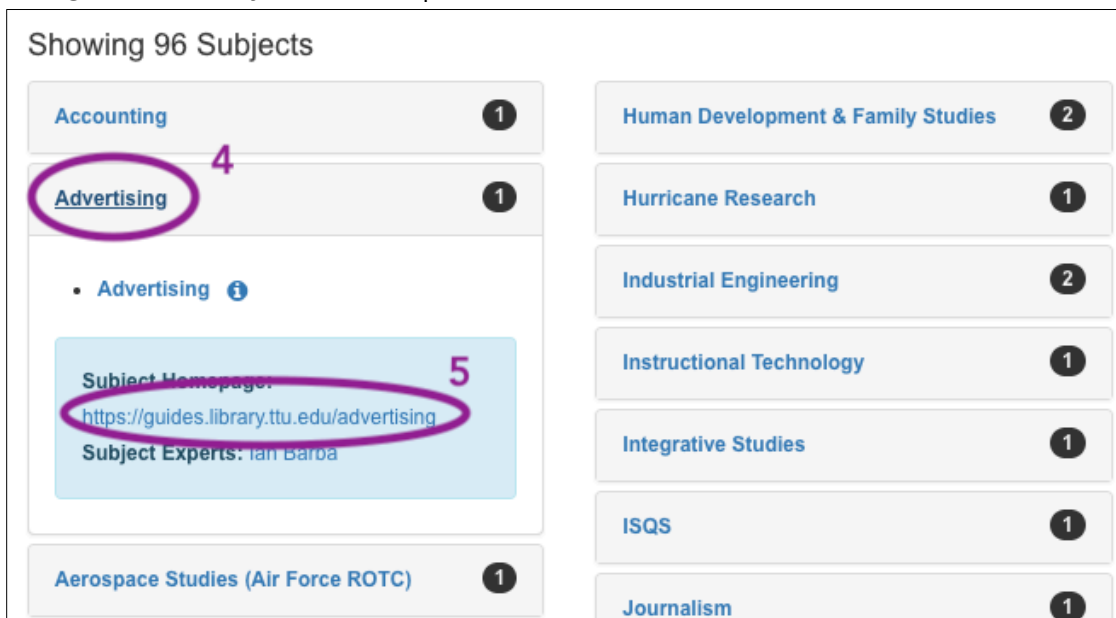 Showing 96 Subjects
Accounting 1
4
Advertising 1
• Advertising
Subject Homepage:
5
https://guides.library.ttu.edu/advertising
Subject Experts: Ian Barba
Aerospace Studies (Air Force ROTC) 1
Human Development & Family Studies 2
Hurricane Research 1
Industrial Engineering 2
Instructional Technology 1
Integrative Studies 1
ISQS 1
Journalism 1